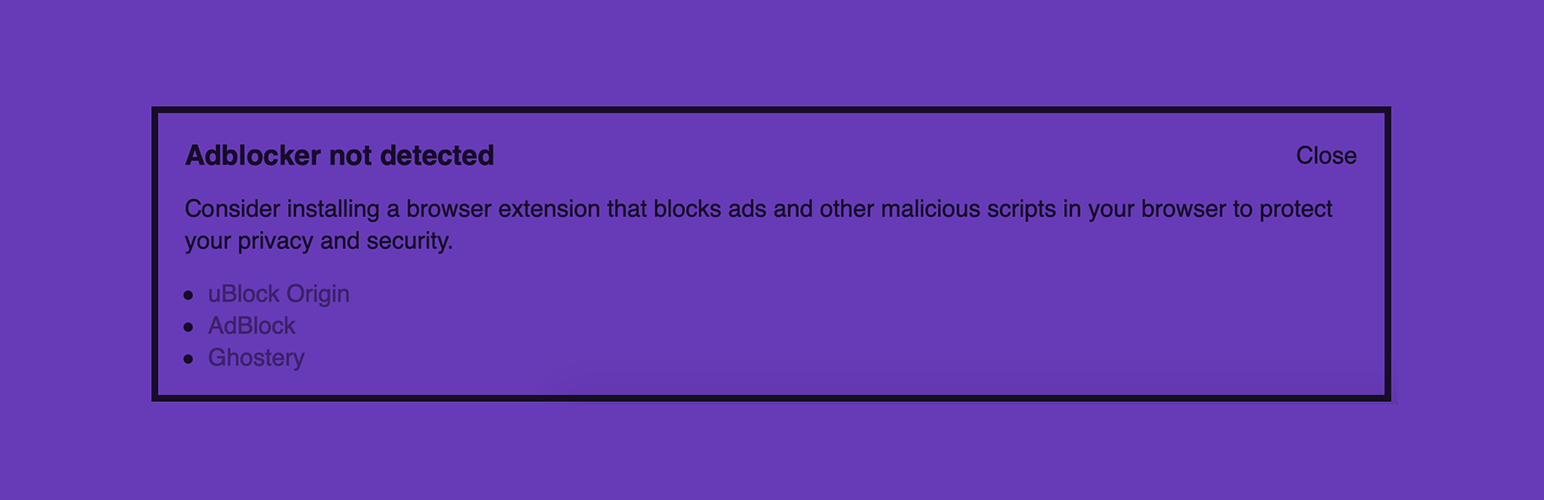 Adblocker not detected
Close
Consider installing a browser extension that blocks ads and other malicious scripts in your browser to protect
your privacy and security.
uBlock Origin
AdBlock
Ghostery